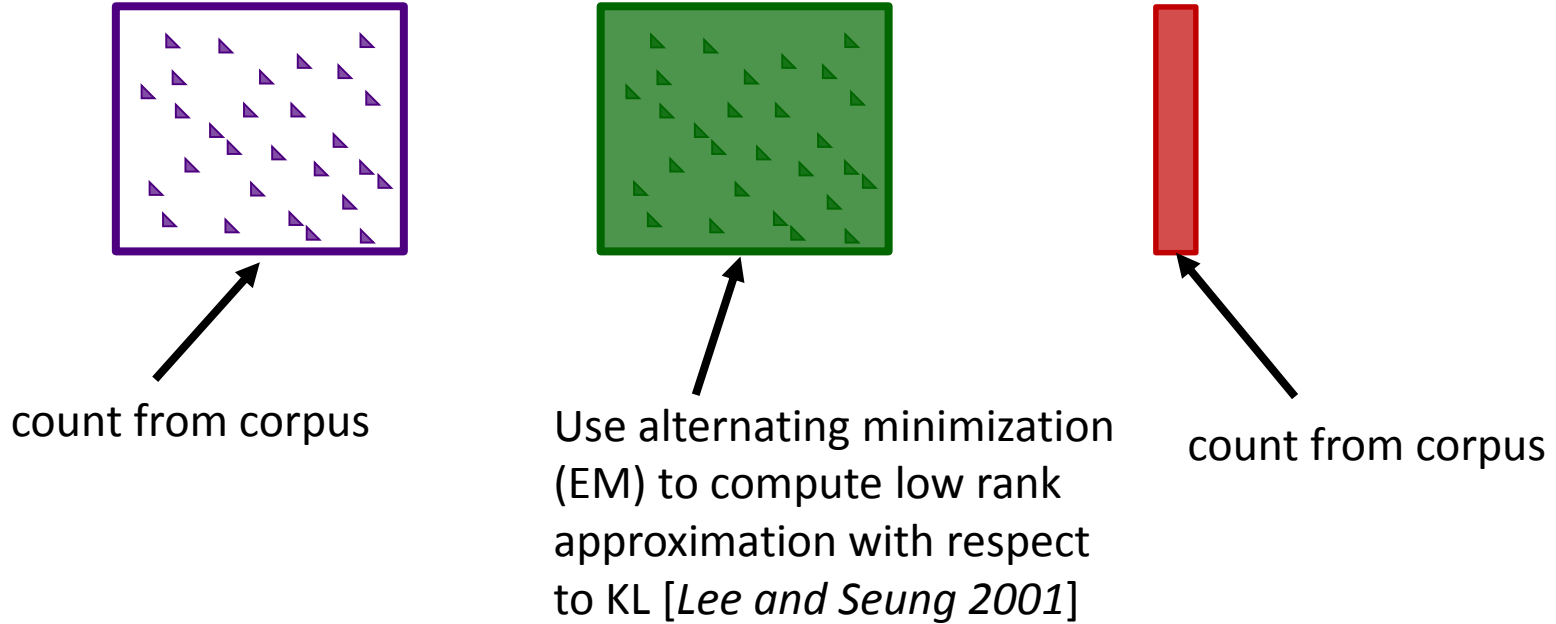 count from corpus
Use alternating minimization
(EM) to compute low rank
approximation with respect
to KL [Lee and Seung 2001]
count from corpus